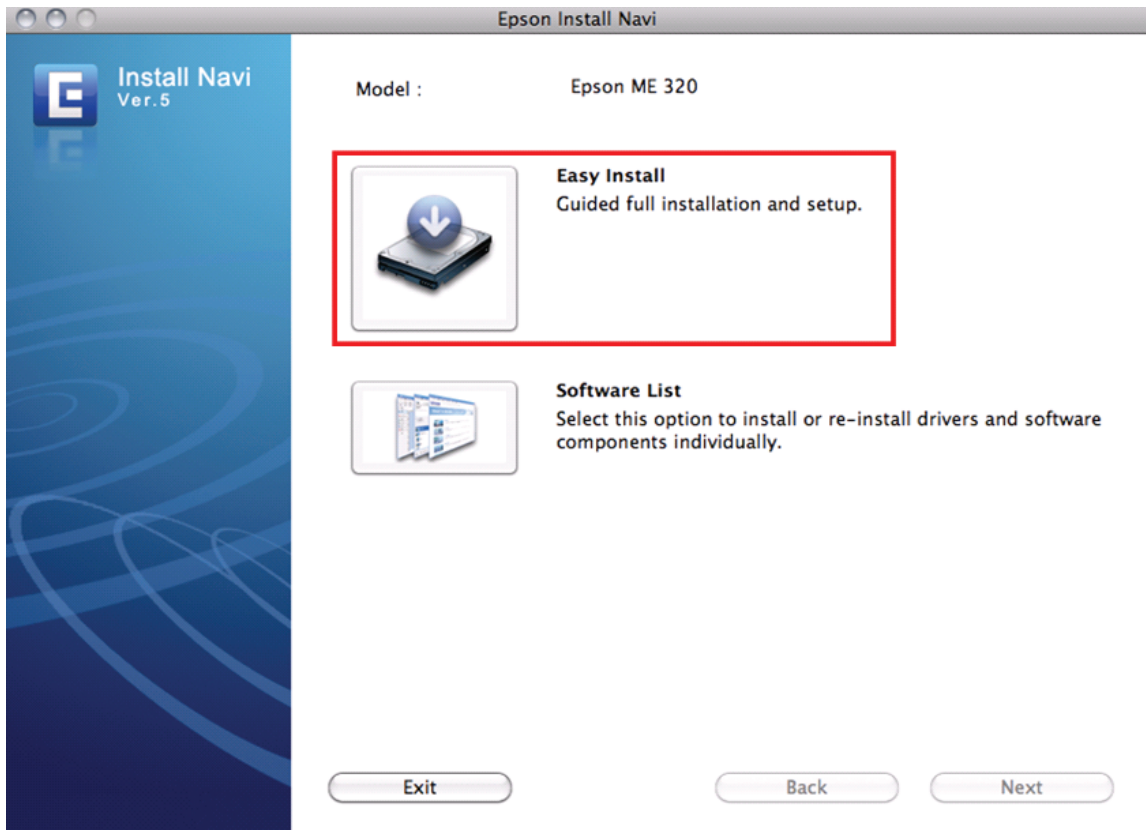 Epson Install Navi
E
Install Navi
Ver.5
Model :
Epson ME 320
Easy Install
Guided full installation and setup.
Software List
Select this option to install or re-install drivers and software
components individually.
Exit
Back
Next